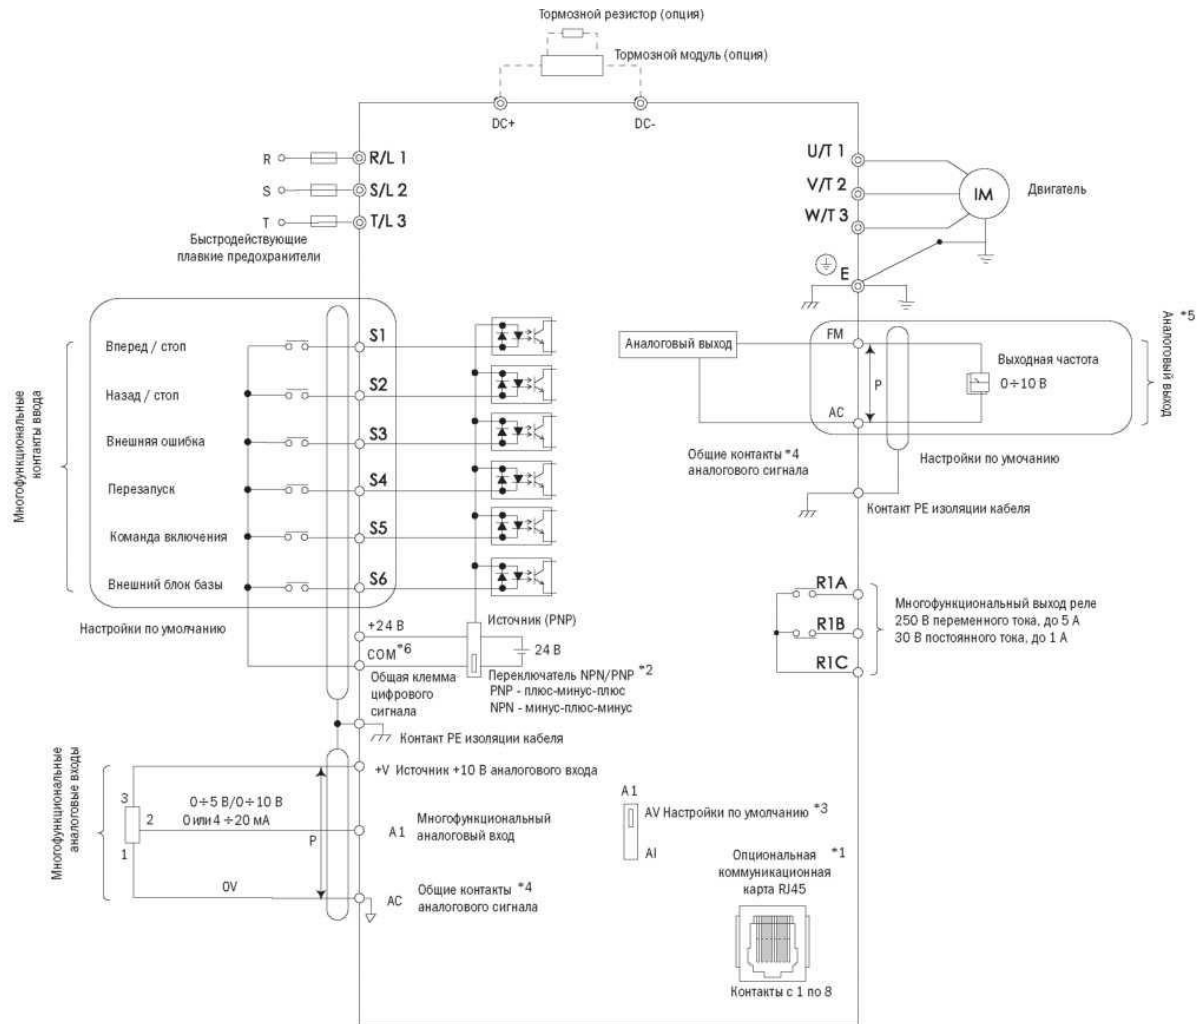 Тормозной резистор (опция)
Тормозной модуль (опция)
DC+
DC-
R
R/L 1
S
S/L 2
T
T/L 3
Быстродействующие
плавкие предохранители
U/T 1
V/T 2
W/T 3
IM
Двигатель
E
Многофункциональные
контакты ввода
Вперед / стоп
S1
Назад / стоп
S2
Внешняя ошибка
S3
Перезапуск
S4
Команда включения
S5
Внешний блок базы
S6
Настройки по умолчанию
+24 В
COM*6
Общая клемма
цифрового
сигнала
Источник (PNP)
24 В
Переключатель NPN/PNP *2
PNP - плюс-минус-плюс
NPN - минус-плюс-минус
Контакт PE изоляции кабеля
Аналоговый выход
FM
P
AC
Выходная частота
0÷10 В
Аналоговый выход *5
Общие контакты *4
аналогового сигнала
Настройки по умочанию
Контакт PE изоляции кабеля
R1A
R1B
R1C
Многофункциональный выход реле
250 В переменного тока, до 5 А
30 В постоянного тока, до 1 А
Многофункциональные
аналоговые входы
3
2
1
0÷5 В/0÷10 В
0 или 4 ÷20 мА
0V
P
+V Источник +10 В аналогового входа
A1
Многофункциональный
аналоговый вход
AC
Общие контакты *4
аналогового сигнала
A1
AV Настройки по умолчанию *3
AI
Опциональная *1
коммуникационная
карта RJ45
Контакты с 1 по 8